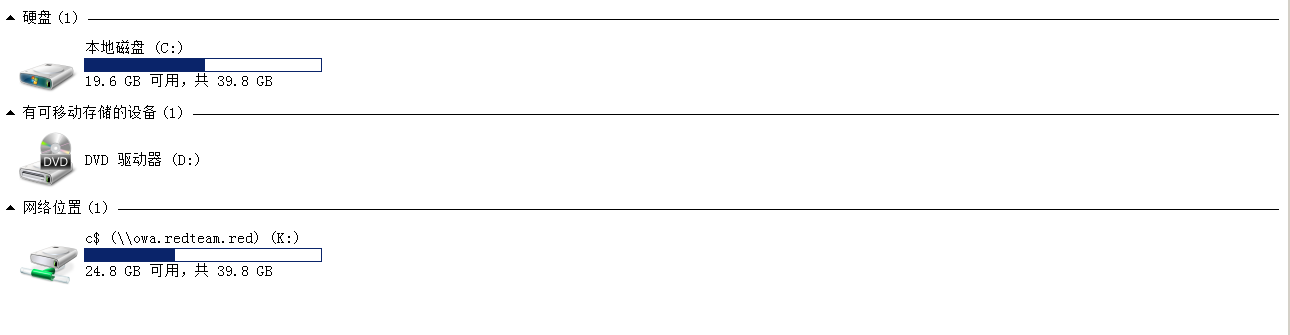 硬盘 (1)
本地磁盘 (C:)
19.6 GB 可用, 共 39.8 GB
有可移动存储的设备 (1)
DVD
DVD 驱动器 (D:)
网络位置 (1)
c$ (\\owa.redteam.red) (K:)
24.8 GB 可用, 共 39.8 GB